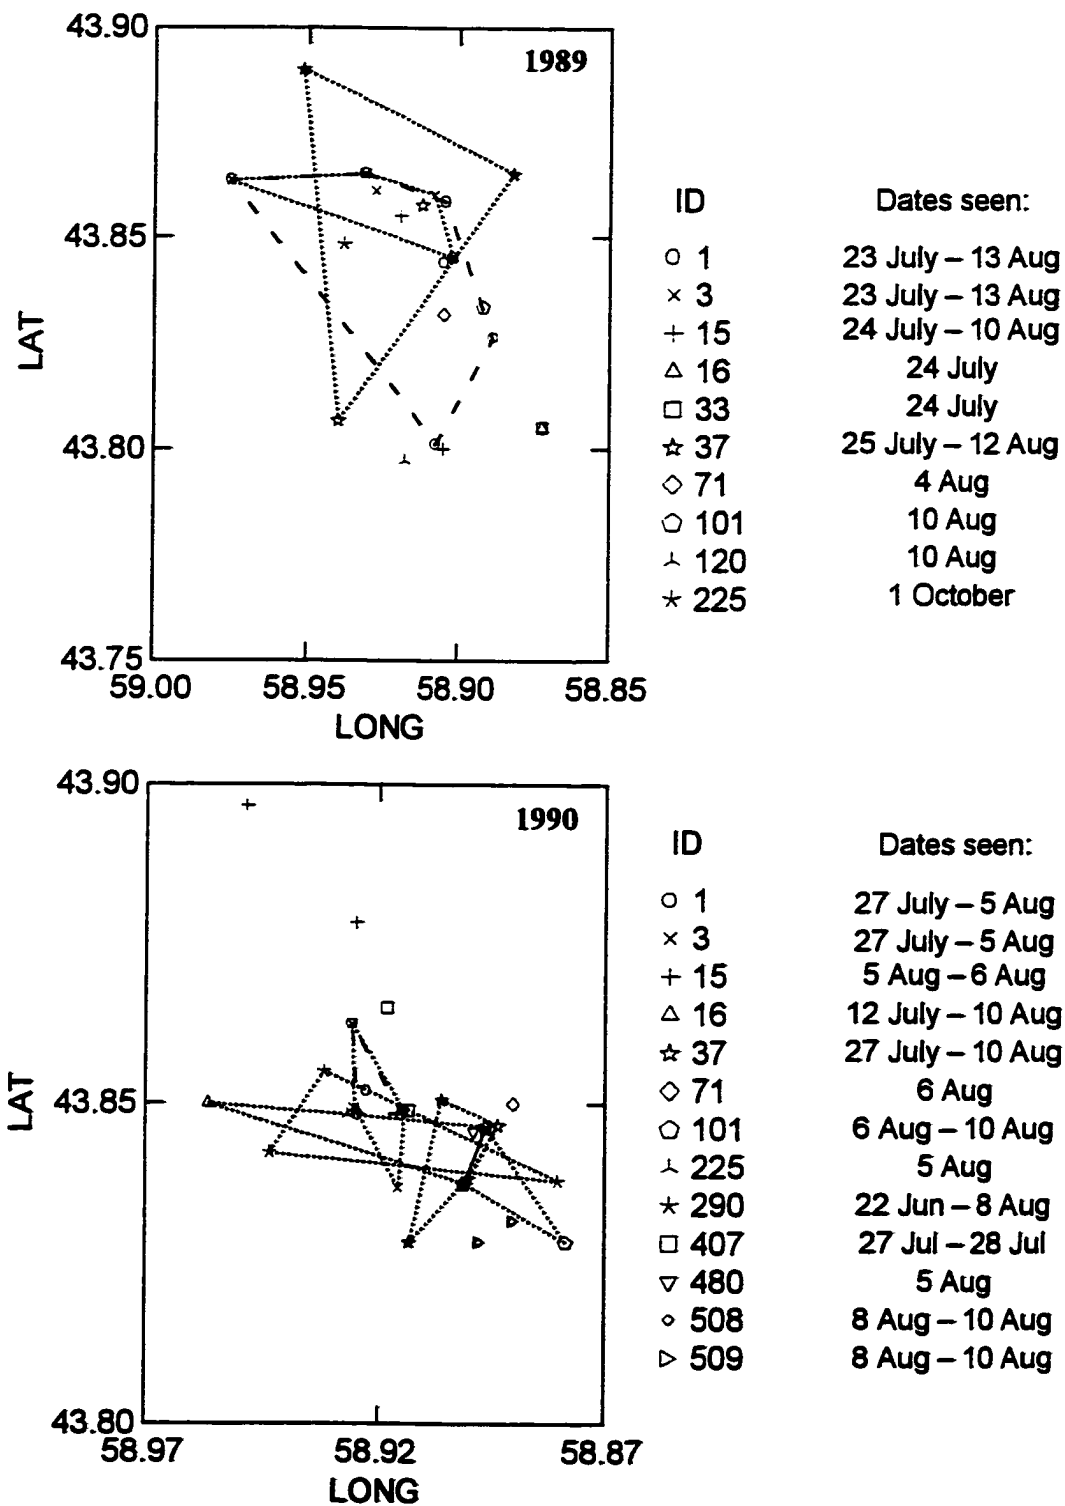 43.90
1989
43.85
LAT
43.80
43.75
59.00 58.95 58.90 58.85
LONG
ID Dates seen:
1 23 July – 13 Aug
3 23 July – 13 Aug
15 24 July – 10 Aug
16 24 July
33 24 July
37 25 July – 12 Aug
71 4 Aug
101 10 Aug
120 10 Aug
225 1 October
43.90
1990
43.85
LAT
43.80
58.97 58.92 58.87
LONG
ID Dates seen:
1 27 July – 5 Aug
3 27 July – 5 Aug
15 5 Aug – 6 Aug
16 12 July – 10 Aug
37 27 July – 10 Aug
71 6 Aug
101 6 Aug – 10 Aug
225 5 Aug
290 22 Jun – 8 Aug
407 27 Jul – 28 Jul
480 5 Aug
508 8 Aug – 10 Aug
509 8 Aug – 10 Aug